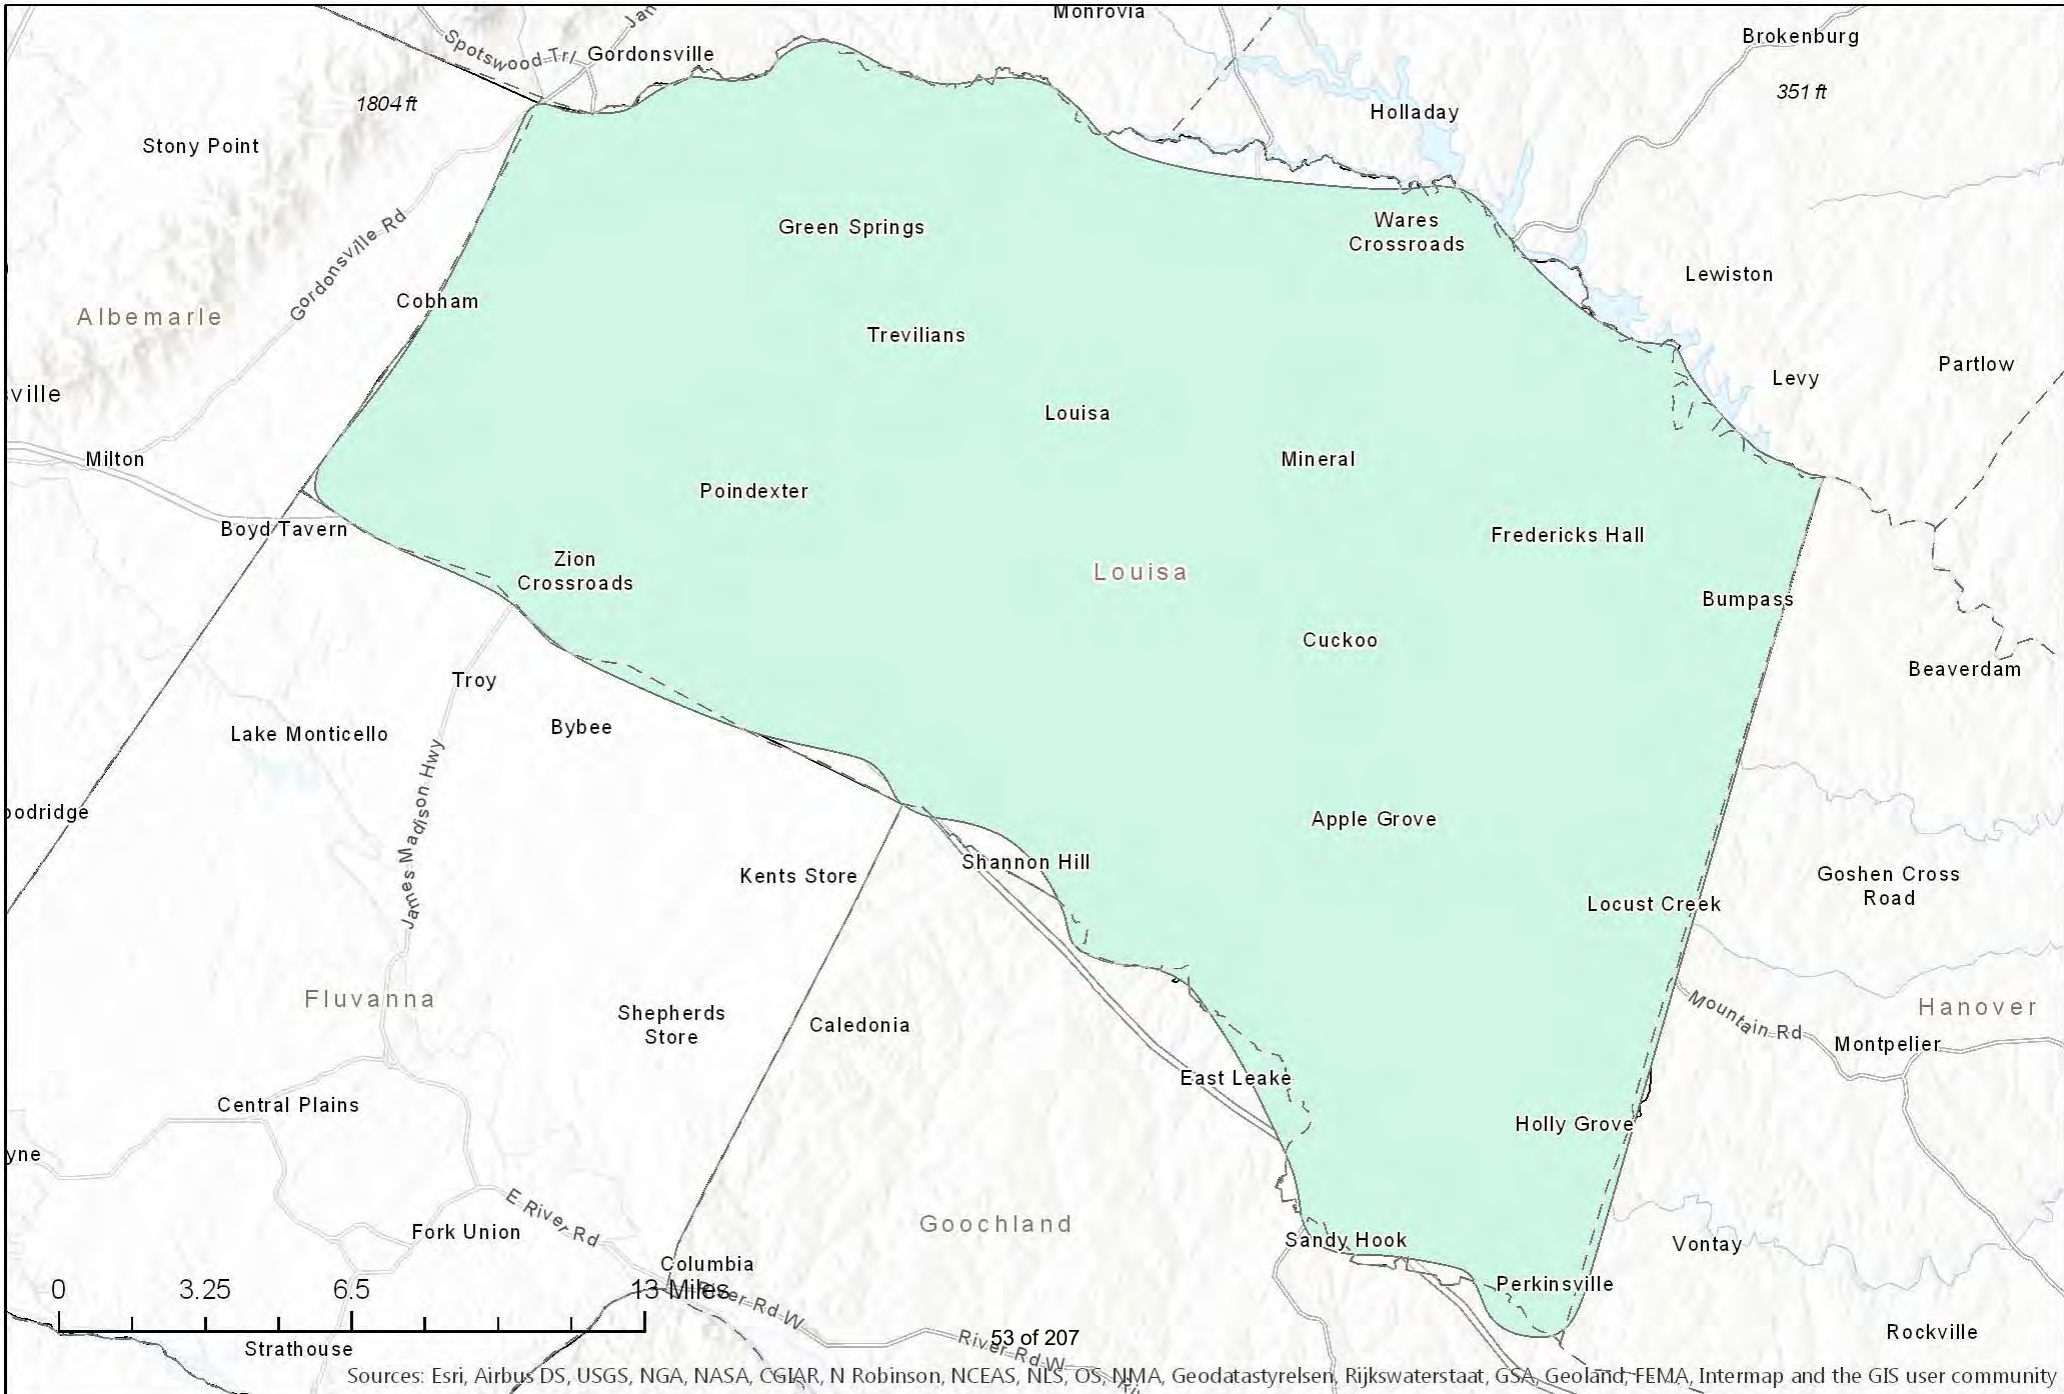 Monrovia
Jan
Brokenburg
Spotswood Trl
Gordonsville
351 ft
1804 ft
Holladay
Stony Point
Wares
Crossroads
Green Springs
Gordonsville Rd
Lewiston
Cobham
Albemarle
Trevilians
Levy
Partlow
ville
Louisa
Milton
Mineral
Poindexter
Boyd Tavern
Fredericks Hall
Zion
Crossroads
Louisa
Bumpass
Cuckoo
Beaverdam
Troy
Bybee
Lake Monticello
James Madison Hwy
oodridge
Apple Grove
Shannon Hill
Kents Store
Goshen Cross
Road
Locust Creek
Fluvanna
Shepherds
Store
Caledonia
Mountain Rd
Hanover
Montpelier
East Leake
Central Plains
Holly Grove
yne
E River Rd
Fork Union
Goochland
Sandy Hook
Vontay
Columbia
Perkinsville
0 3.25 6.5 13 Miles
River Rd W
River Rd W
53 of 207
Rockville
Strathouse
Sources: Esri, Airbus DS, USGS, NGA, NASA, CGIAR, N Robinson, NCEAS, NLS, OS, NMA, Geodatastyrelsen, Rijkswaterstaat, GSA, Geoland, FEMA, Intermap and the GIS user community